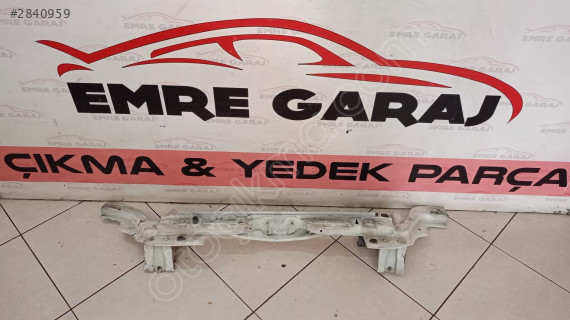 #2840959
EMRE GARAJ
ÇIKMA & YEDEK PARÇA